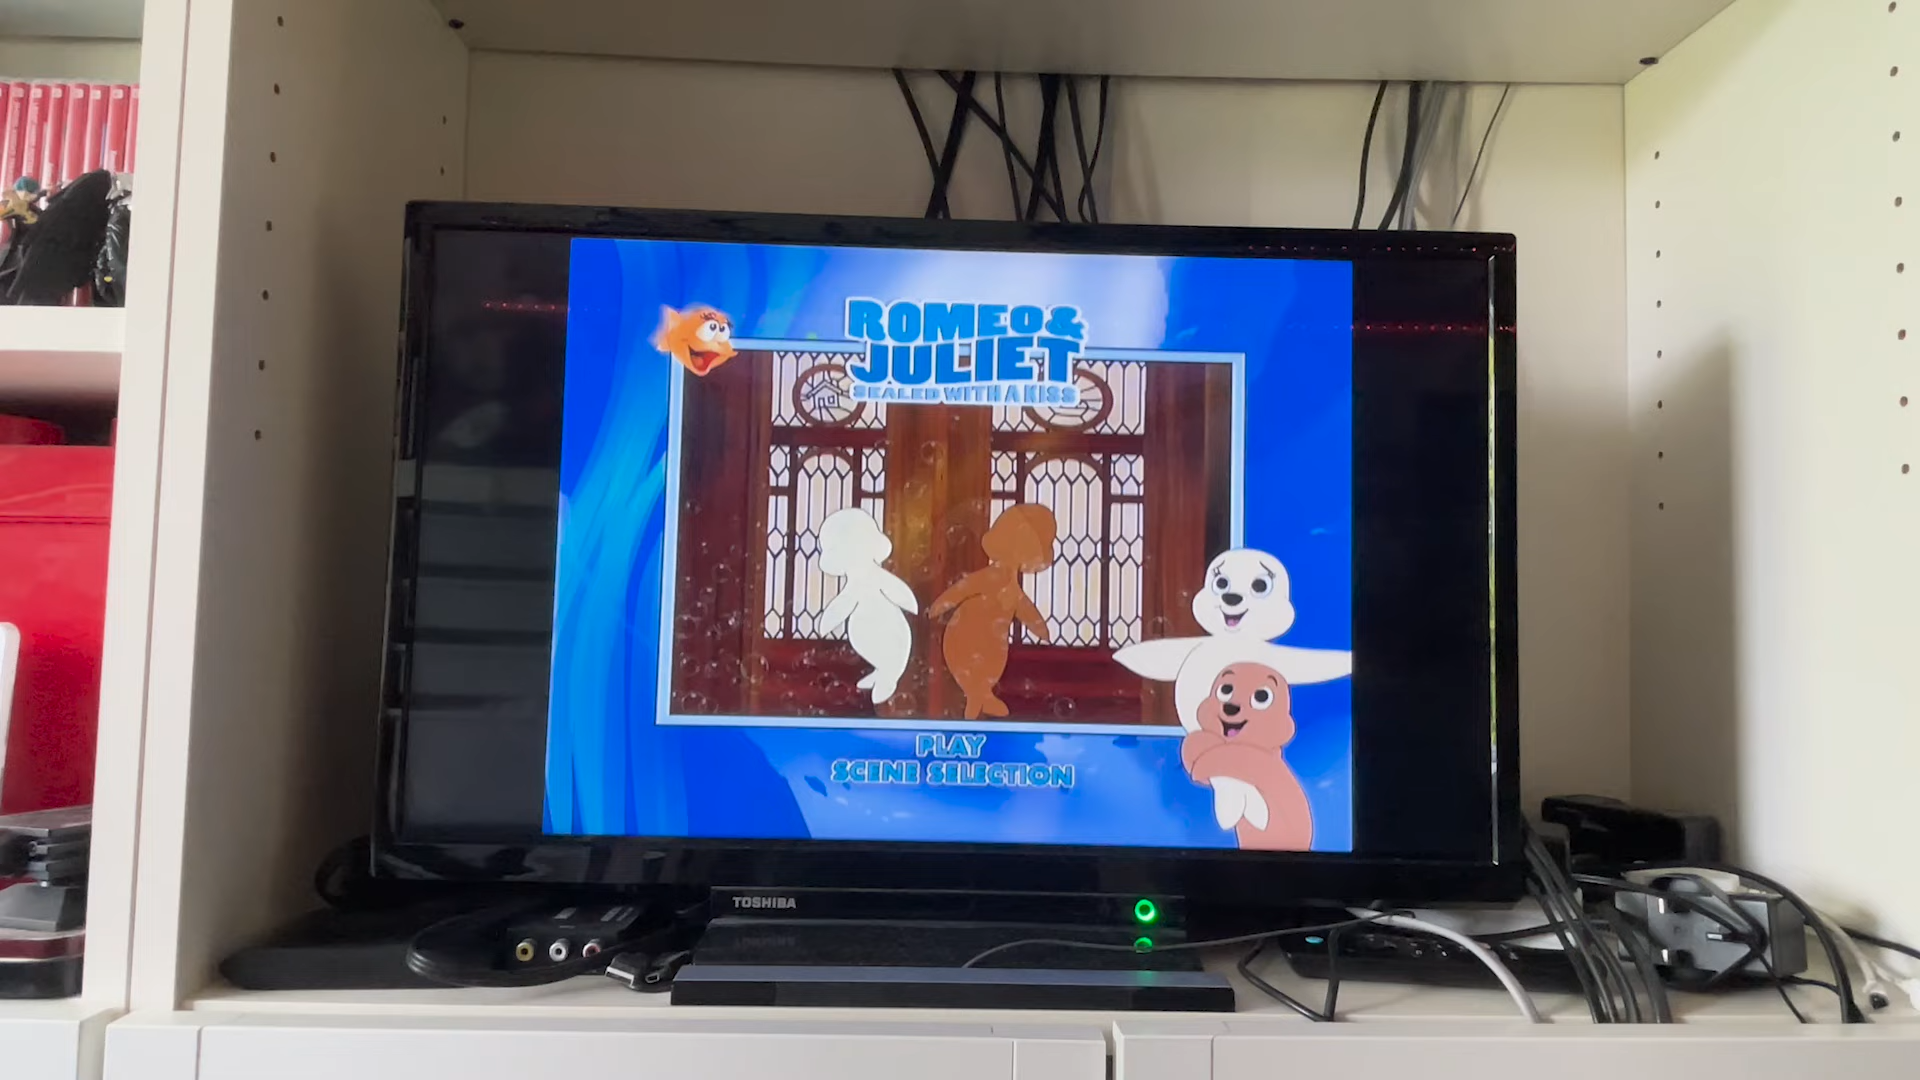 ROMEO &
JULIET
SEALED WITH A KISS
PLAY
SCENE SELECTION
TOSHIBA